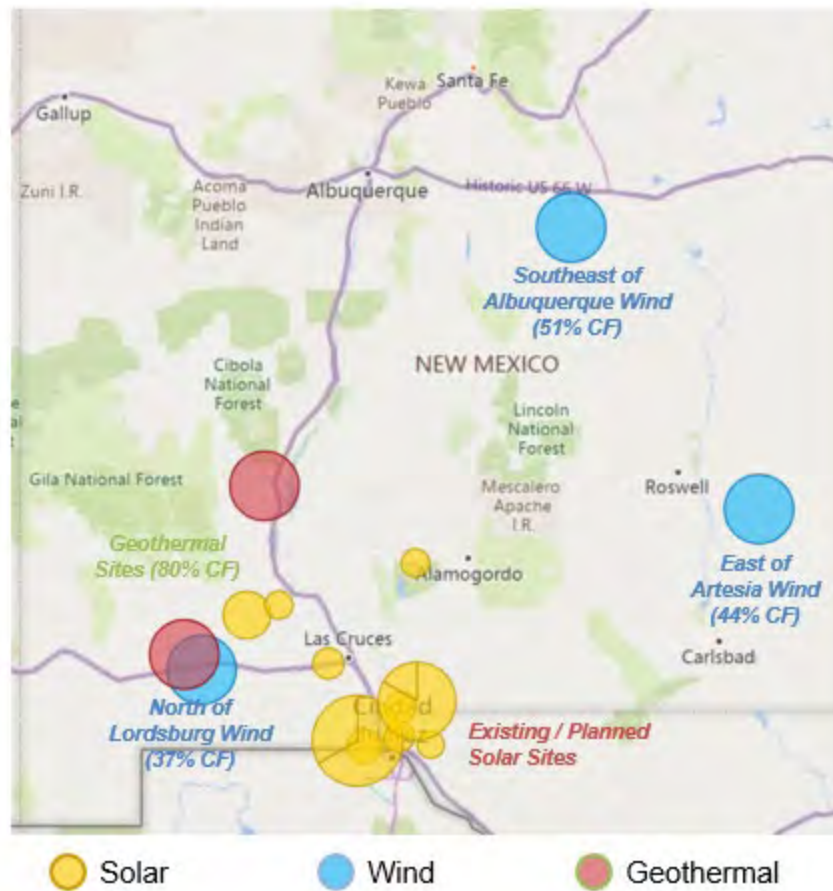 Santa Fe
Kewa
Pueblo
Gallup
Zuni I.R.
Acoma
Pueblo
Indian
Land
Albuquerque
Historic US 66 W
Southeast of
Albuquerque Wind
(51% CF)
Cibola
National
Forest
NEW MEXICO
Lincoln
National
Forest
Gila National Forest
Mescalero
Apache
I.R.
Roswell
Geothermal
Sites (80% CF)
Alamogordo
East of
Artesia Wind
(44% CF)
Las Cruces
Carlsbad
North of
Lordsburg Wind
(37% CF)
Ciudad
Existing / Planned
Solar Sites
Solar
Wind
Geothermal